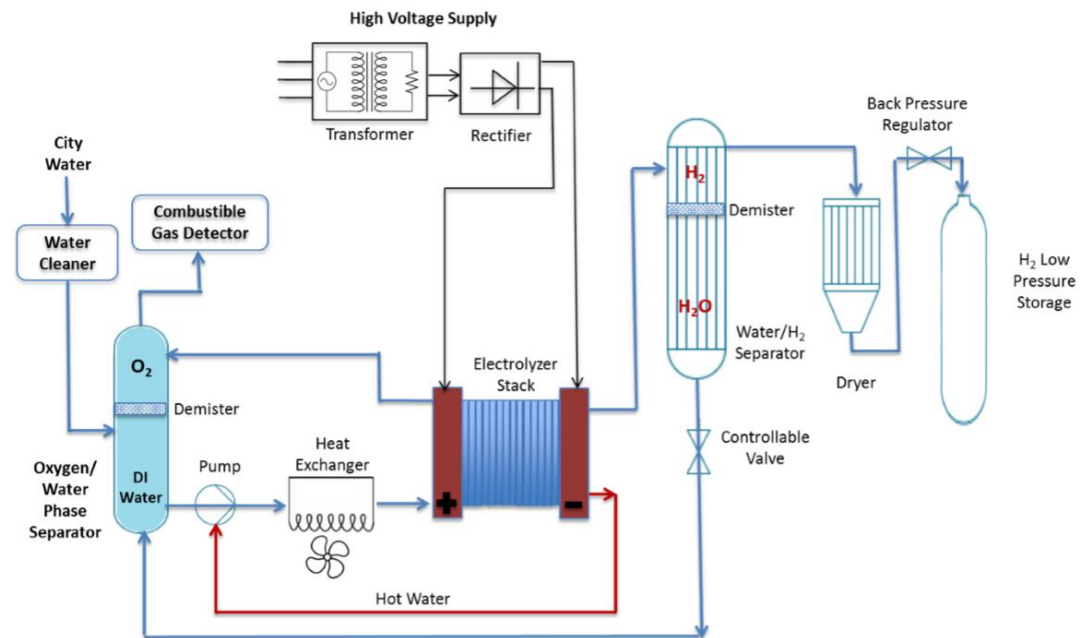 High Voltage Supply
Transformer
Rectifier
Back Pressure
Regulator
City
Water
Combustible
Gas Detector
Water
Cleaner
H₂
Demister
H₂O
H₂ Low
Pressure
Storage
Water/H₂
Separator
Dryer
O₂
Demister
Electrolyzer
Stack
Controllable
Valve
Oxygen/
Water
Phase
Separator
DI
Water
Pump
Heat
Exchanger
+
-
Hot Water